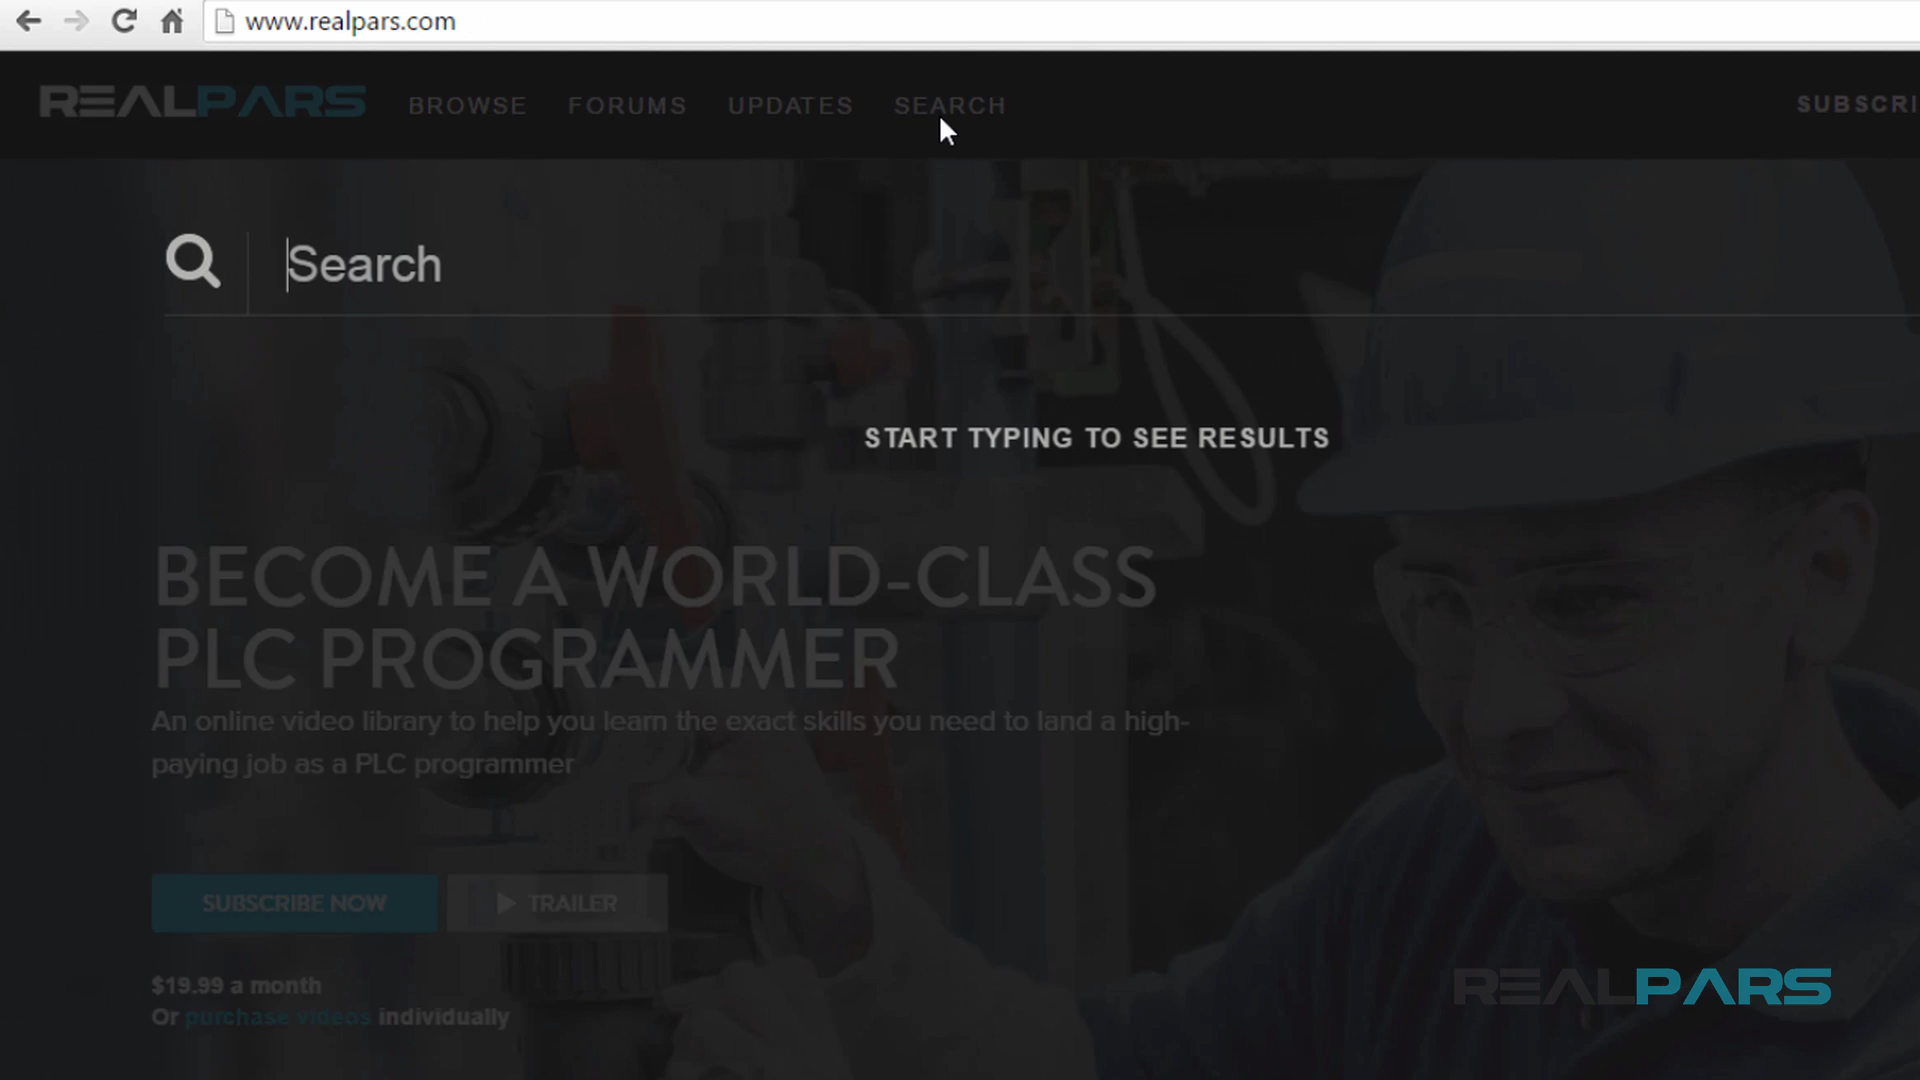 www.realpars.com
REALPARS BROWSE FORUMS UPDATES SEARCH SUBSCRI
Search
START TYPING TO SEE RESULTS
BECOME A WORLD-CLASS
PLC PROGRAMMER
An online video library to help you learn the exact skills you need to land a high-
paying job as a PLC programmer
SUBSCRIBE NOW TRAILER
$19.99 a month
Or purchase videos individually
REALPARS